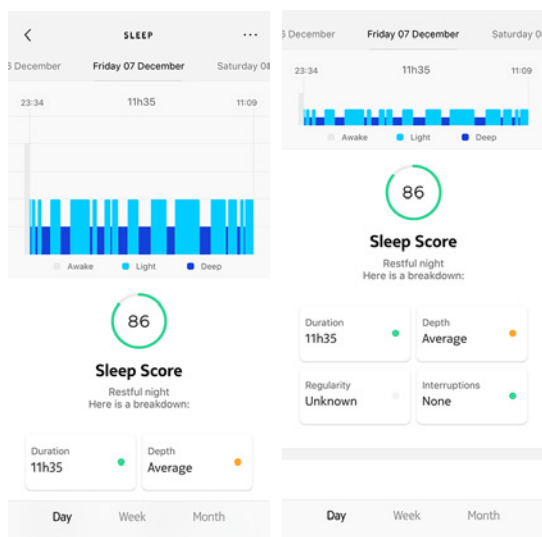 SLEEP
6 December Friday 07 December Saturday 08
23:34 11h35 11:09
Awake Light Deep
86
Sleep Score
Restful night
Here is a breakdown:
Duration Depth
11h35 Average
Day Week Month
6 December Friday 07 December Saturday 0
23:34 11h35 11:09
Awake Light Deep
86
Sleep Score
Restful night
Here is a breakdown:
Duration Depth
11h35 Average
Regularity Interruptions
Unknown None
Day Week Month